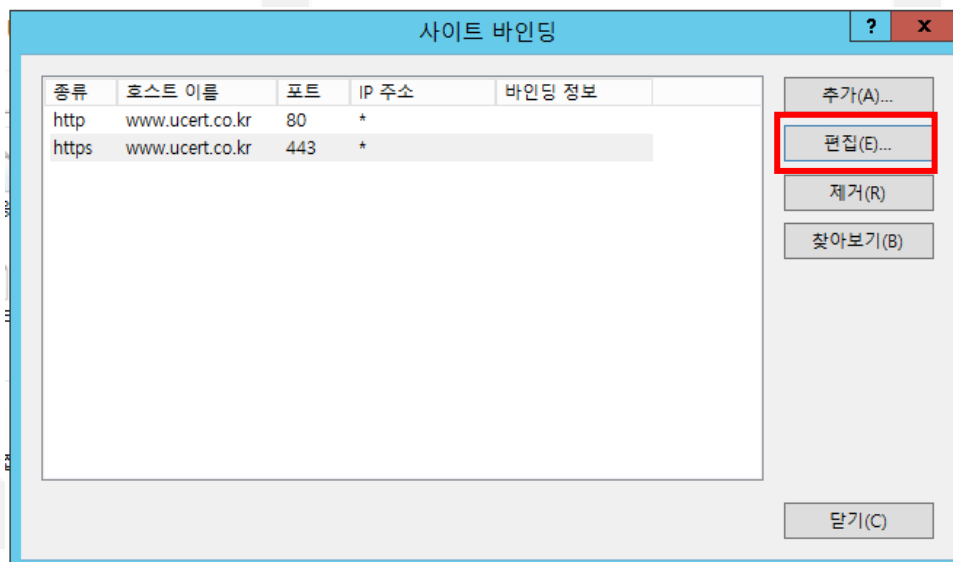 사이트 바인딩
? x
종류 호스트 이름 포트 IP 주소 바인딩 정보
http www.ucert.co.kr 80 *
https www.ucert.co.kr 443 *
추가(A)...
편집(E)...
제거(R)
찾아보기(B)
닫기(C)